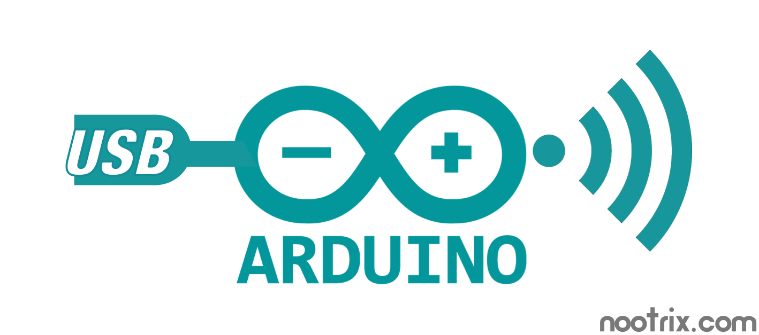 USB
− +
ARDUINO
nootrix.com